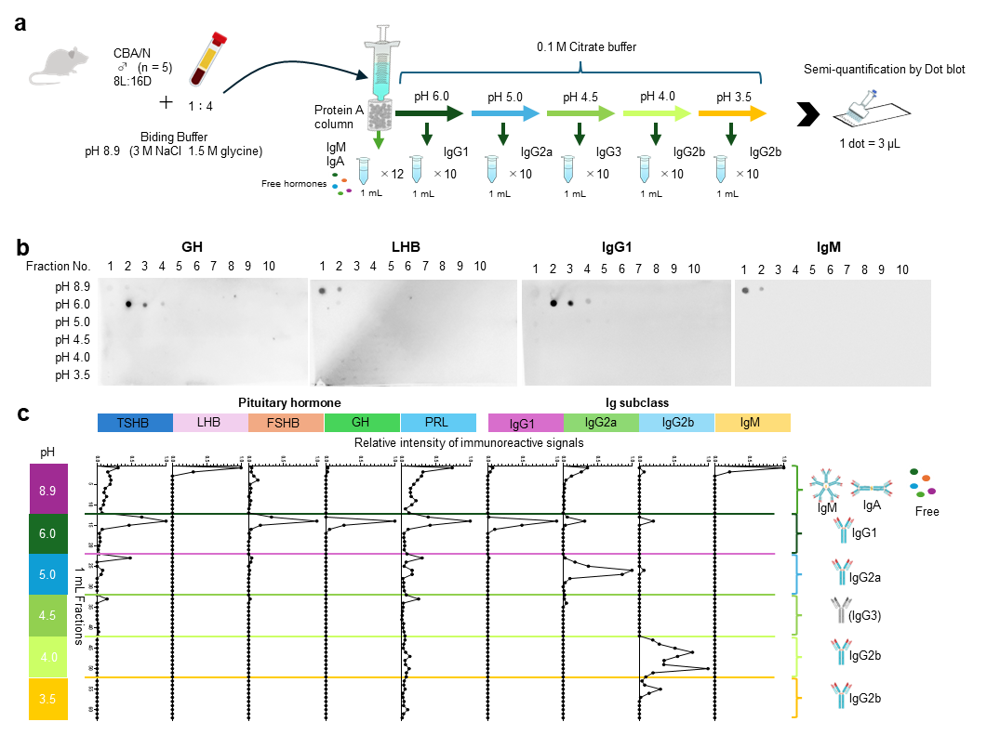 a
CBA/N
♂ (n = 5)
8L:16D
+
1 : 4
Biding Buffer
pH 8.9 (3 M NaCl 1.5 M glycine)
Protein A
column
IgM
IgA
Free hormones
0.1 M Citrate buffer
pH 6.0 pH 5.0 pH 4.5 pH 4.0 pH 3.5
IgG1 IgG2a IgG3 IgG2b IgG2b
× 12 × 10 × 10 × 10 × 10 × 10
1 mL 1 mL 1 mL 1 mL 1 mL 1 mL
Semi-quantification by Dot blot
1 dot = 3 μL
b
GH LHB IgG1 IgM
Fraction No. 1 2 3 4 5 6 7 8 9 10 1 2 3 4 5 6 7 8 9 10 1 2 3 4 5 6 7 8 9 10 1 2 3 4 5 6 7 8 9 10
pH 8.9
pH 6.0
pH 5.0
pH 4.5
pH 4.0
pH 3.5
c
Pituitary hormone Ig subclass
TSHB LHB FSHB GH PRL IgG1 IgG2a IgG2b IgM
Relative intensity of immunoreactive signals
pH
8.9
6.0
5.0
4.5
4.0
3.5
1 mL Fractions
IgM IgA Free
IgG1
IgG2a
(IgG3)
IgG2b
IgG2b